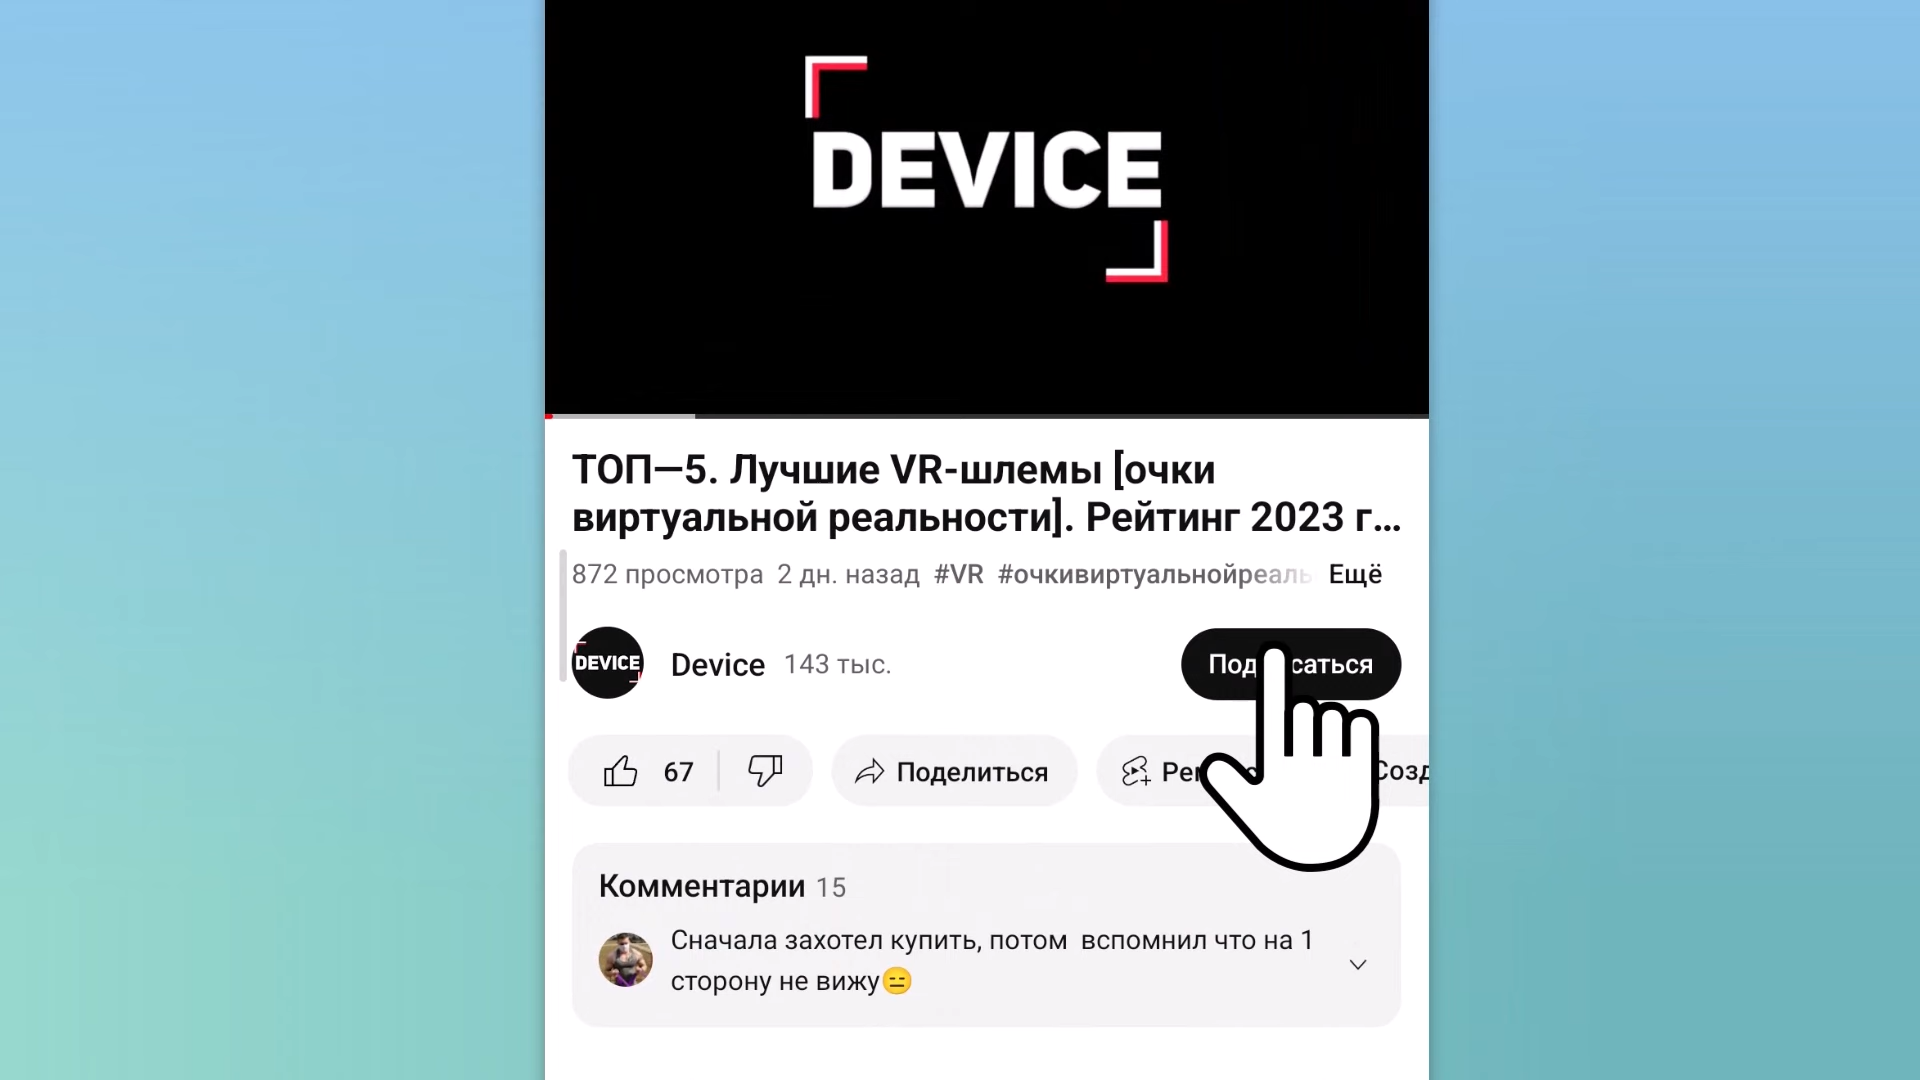 DEVICE
ТОП—5. Лучшие VR-шлемы [очки
виртуальной реальности]. Рейтинг 2023 г...
872 просмотра 2 дн. назад #VR #очкивиртуальнойреаль Ещё
DEVICE
Device 143 тыс.
67
Поделиться
Комментарии 15
Сначала захотел купить, потом вспомнил что на 1
сторону не вижу😑